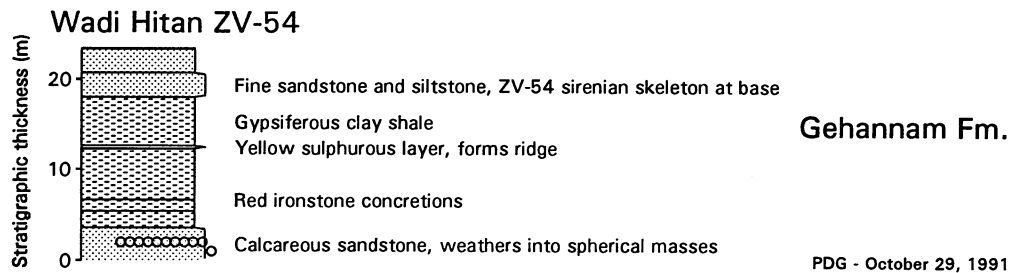 Wadi Hitan ZV-54
Stratigraphic thickness (m)
20
Fine sandstone and siltstone, ZV-54 sirenian skeleton at base
Gypsiferous clay shale
Gehannam Fm.
Yellow sulphurous layer, forms ridge
10
Red ironstone concretions
Calcareous sandstone, weathers into spherical masses
0
PDG - October 29, 1991